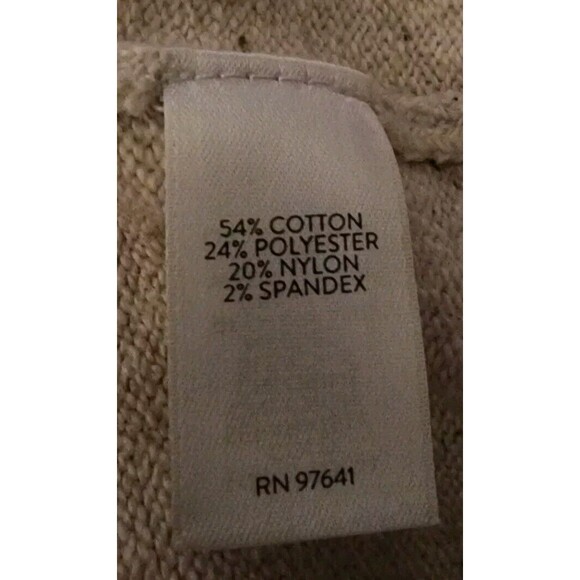 54% COTTON
24% POLYESTER
20% NYLON
2% SPANDEX
RN 97641